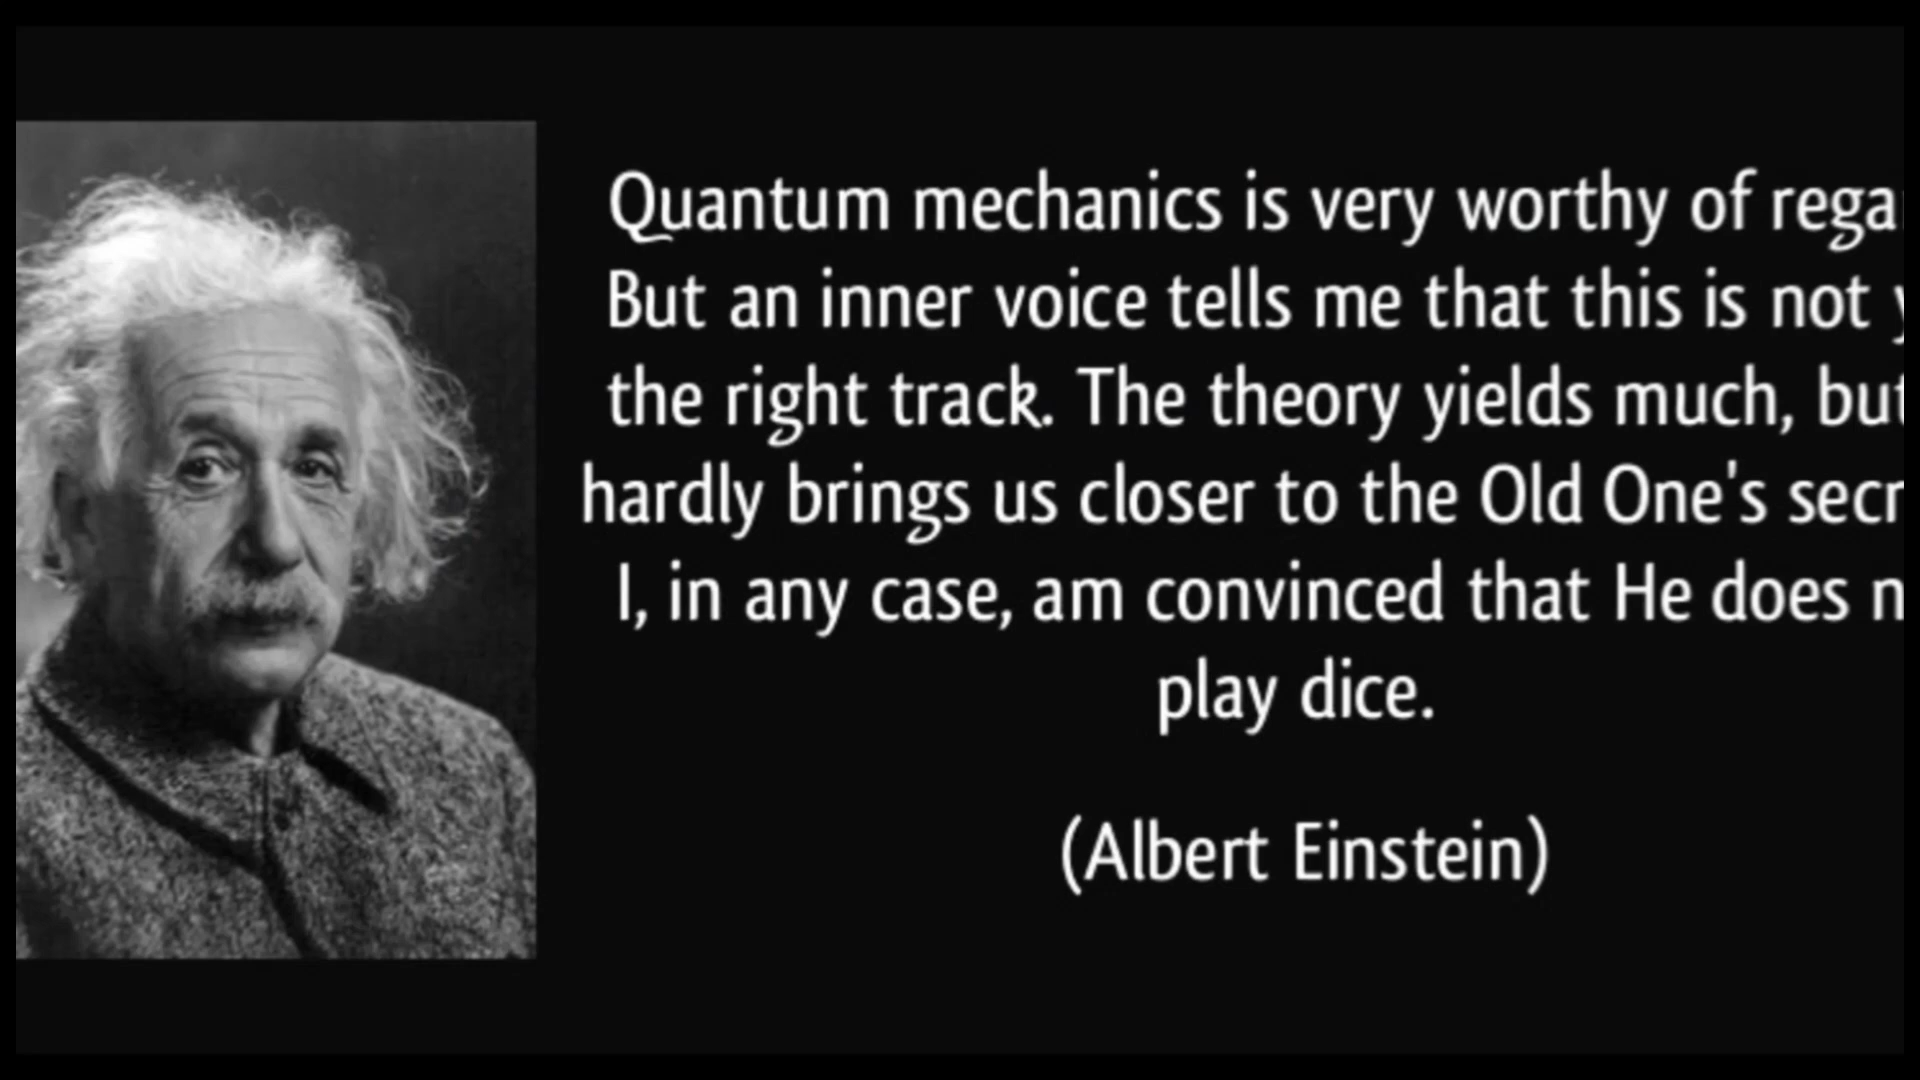 Quantum mechanics is very worthy of rega
But an inner voice tells me that this is not
the right track. The theory yields much, but
hardly brings us closer to the Old One's secr
I, in any case, am convinced that He does n
play dice.
(Albert Einstein)